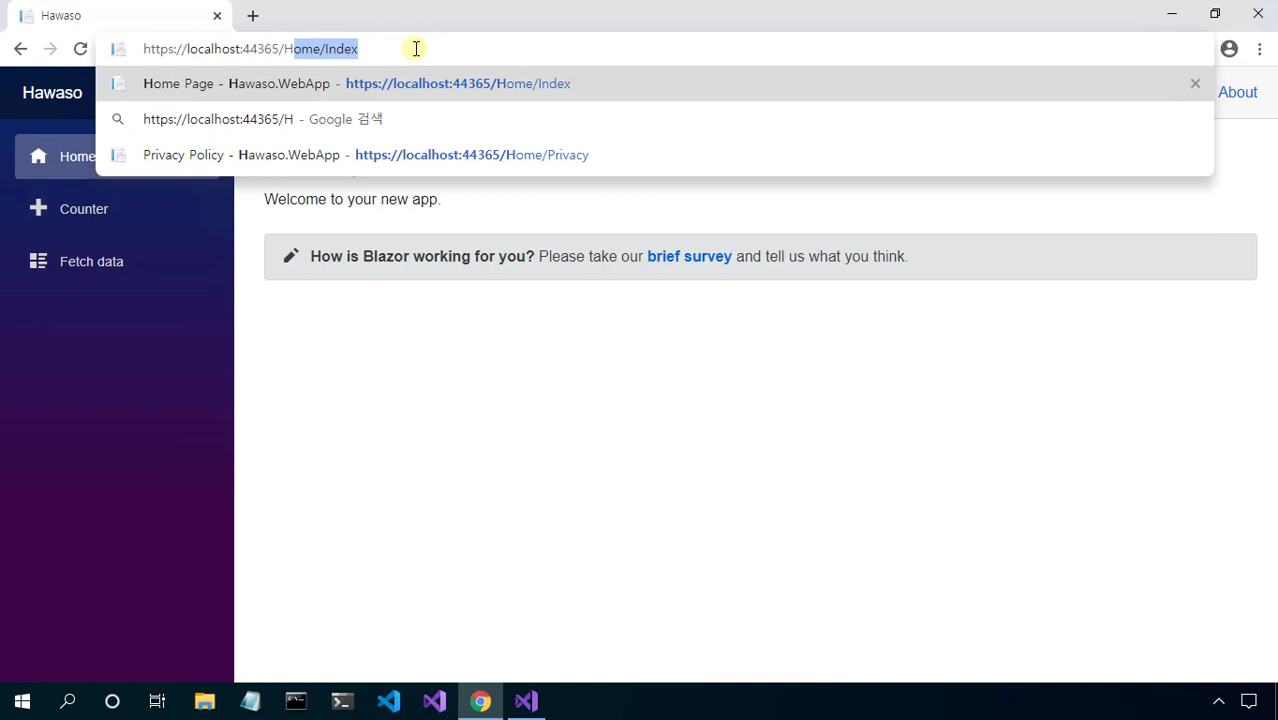 Hawaso
https://localhost:44365/Home/Index
Home Page - Hawaso.WebApp - https://localhost:44365/Home/Index
https://localhost:44365/H - Google 검색
Privacy Policy - Hawaso.WebApp - https://localhost:44365/Home/Privacy
Hawaso
About
Home
Counter
Fetch data
Welcome to your new app.
How is Blazor working for you? Please take our brief survey and tell us what you think.